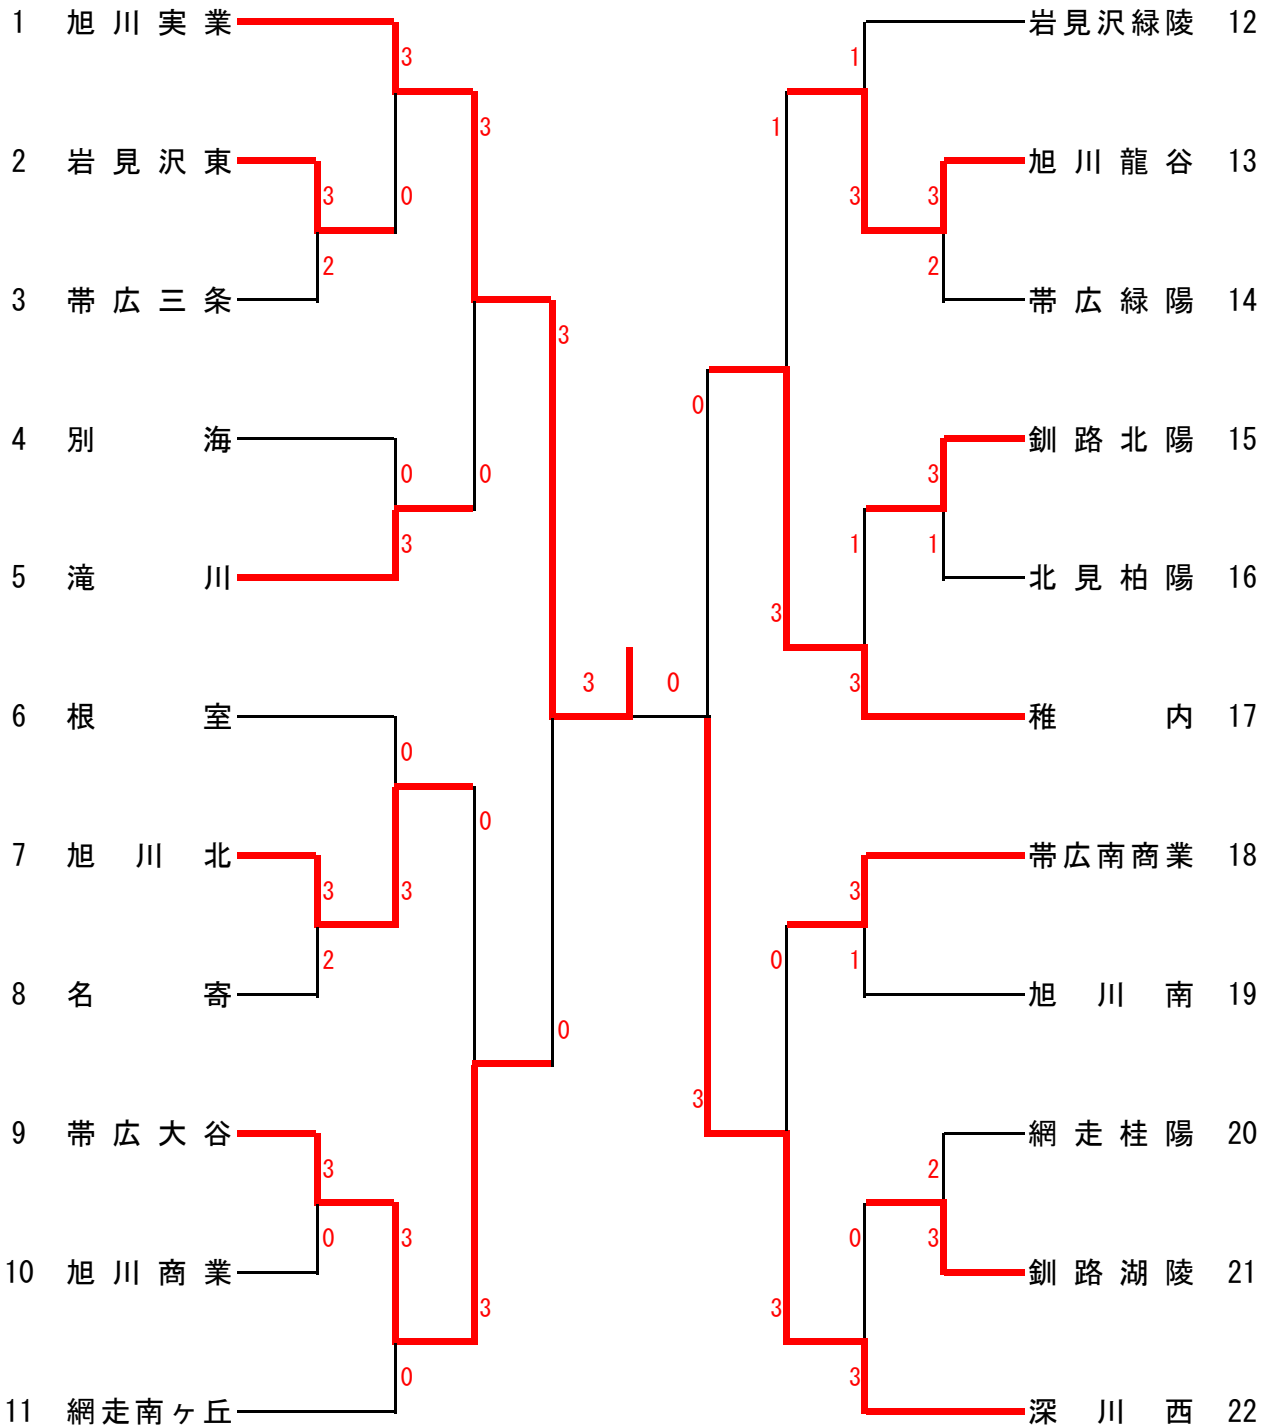 1 旭川実業
3
3
2 岩見沢東
3
0
2
3 帯広三条
3
4 別海
0
0
3
5 滝川
3 0
6 根室
0
0
7 旭川北
3
3
2
8 名寄
0
9 帯広大谷
3
0
3
10 旭川商業
3
0
11 網走南ヶ丘
岩見沢緑陵 12
1
1
旭川龍谷 13
3
3
2
帯広緑陽 14
0
釧路北陽 15
3
1
1
北見柏陽 16
3
3
稚内 17
帯広南商業 18
3
0
1
旭川南 19
3
網走桂陽 20
2
0
3
釧路湖陵 21
3
3
深川西 22